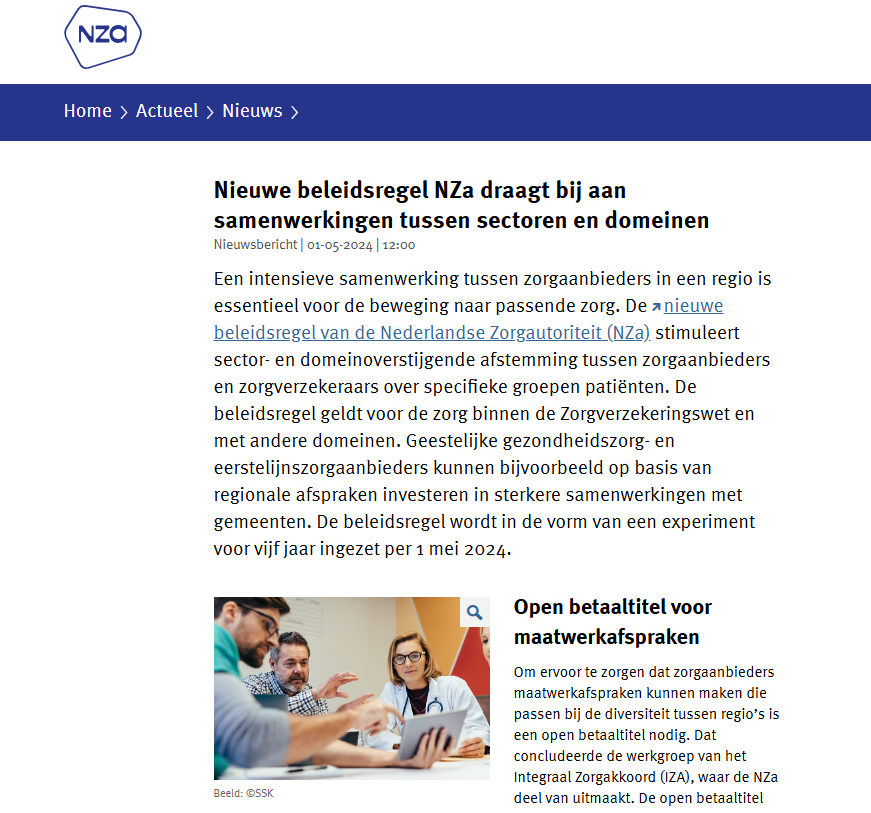 nza
Home > Actueel > Nieuws >
Nieuwe beleidsregel NZa draagt bij aan
samenwerkingen tussen sectoren en domeinen
Nieuwsbericht | 01-05-2024 | 12:00
Een intensieve samenwerking tussen zorgaanbieders in een regio is
essentieel voor de beweging naar passende zorg. De nieuwe
beleidsregel van de Nederlandse Zorgautoriteit (NZa) stimuleert
sector- en domeinoverstijgende afstemming tussen zorgaanbieders
en zorgverzekeraars over specifieke groepen patiënten. De
beleidsregel geldt voor de zorg binnen de Zorgverzekeringswet en
met andere domeinen. Geestelijke gezondheidszorg- en
eerstelijnszorgaanbieders kunnen bijvoorbeeld op basis van
regionale afspraken investeren in sterkere samenwerkingen met
gemeenten. De beleidsregel wordt in de vorm van een experiment
voor vijf jaar ingezet per 1 mei 2024.
Open betaaltitel voor
maatwerkafspraken
Om ervoor te zorgen dat zorgaanbieders
maatwerkafspraken kunnen maken die
passen bij de diversiteit tussen regio's is
een open betaaltitel nodig. Dat
concludeerde de werkgroep van het
Integraal Zorgakkoord (IZA), waar de NZa
deel van uitmaakt. De open betaaltitel
Beeld: ©SSK